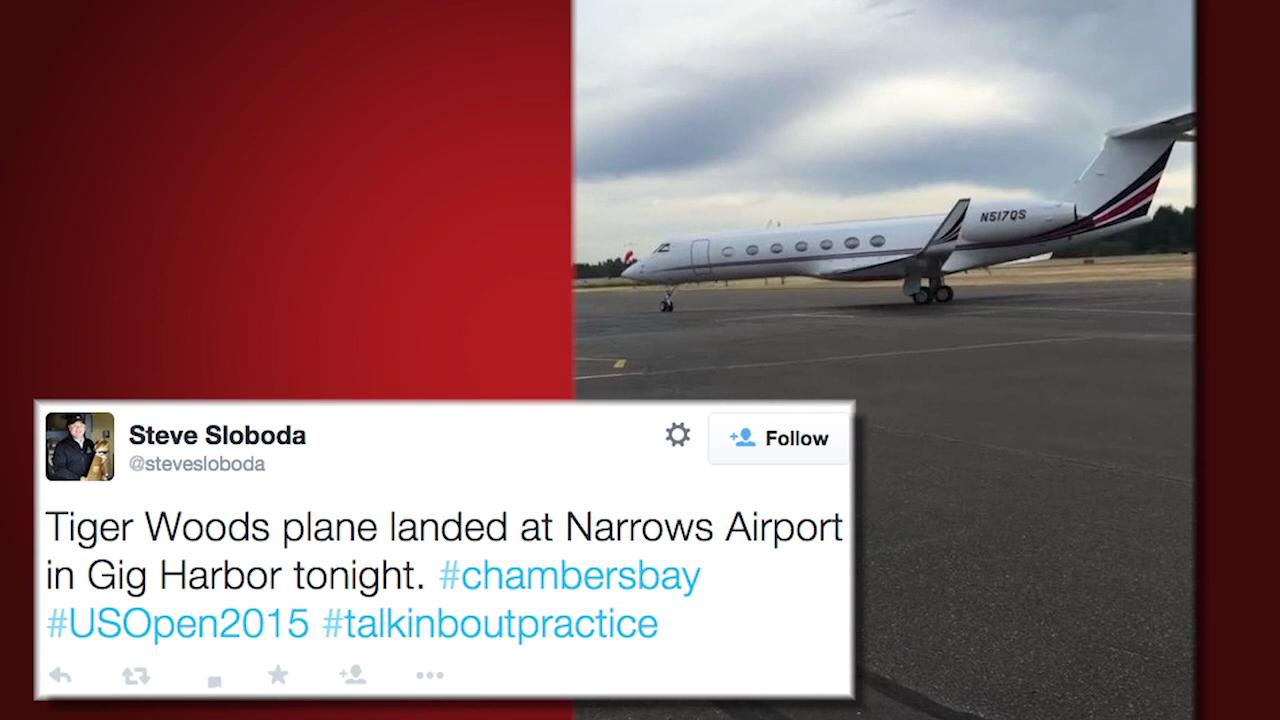 N517QS
Steve Sloboda
@stevesloboda
Follow
Tiger Woods plane landed at Narrows Airport
in Gig Harbor tonight. #chambersbay
#USOpen2015 #talkinboutpractice